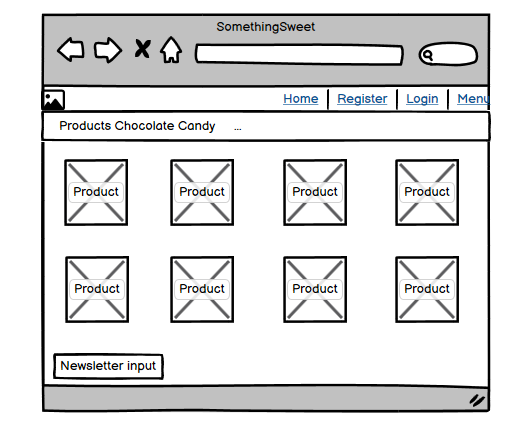 SomethingSweet
Home Register Login Menu
Products Chocolate Candy ...
Product Product Product Product
Product Product Product Product
Newsletter input